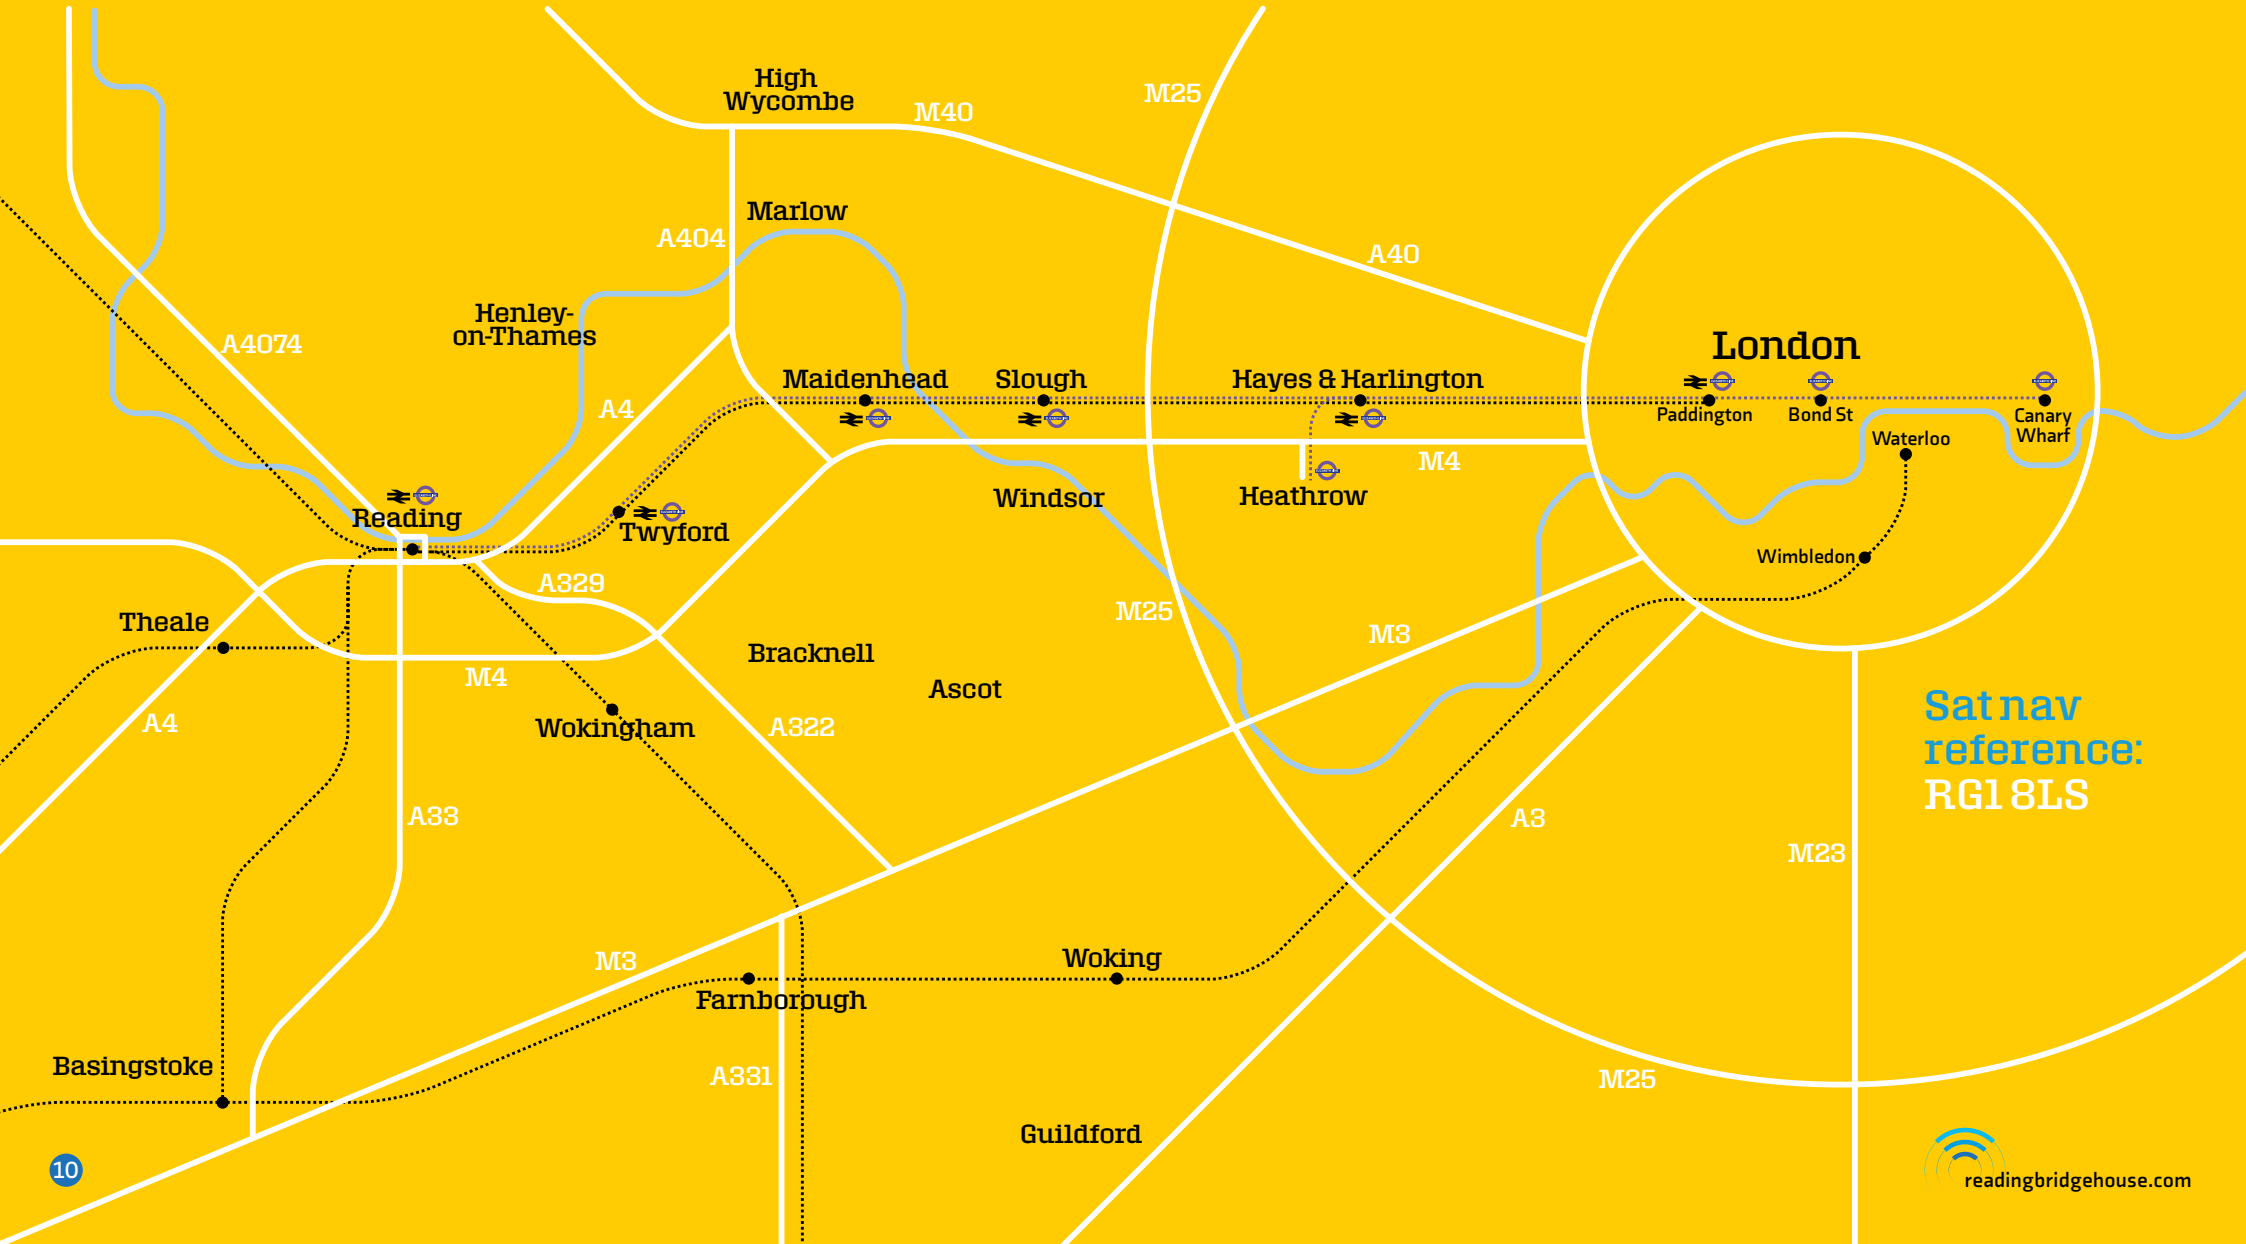 High
Wycombe
M40
M25
Marlow
A404
A40
Henley-
on-Thames
A4074
London
Maidenhead
Slough
Hayes & Harlington
A4
Paddington
Bond St
Canary
Wharf
Waterloo
M4
Windsor
Heathrow
Reading
Twyford
Wimbledon
A329
M25
Theale
M3
Bracknell
M4
Ascot
A4
Wokingham
A322
Sat nav
reference:
RG1 8LS
A33
A3
M23
M3
Woking
Farnborough
Basingstoke
A331
M25
Guildford
10
readingbridgehouse.com